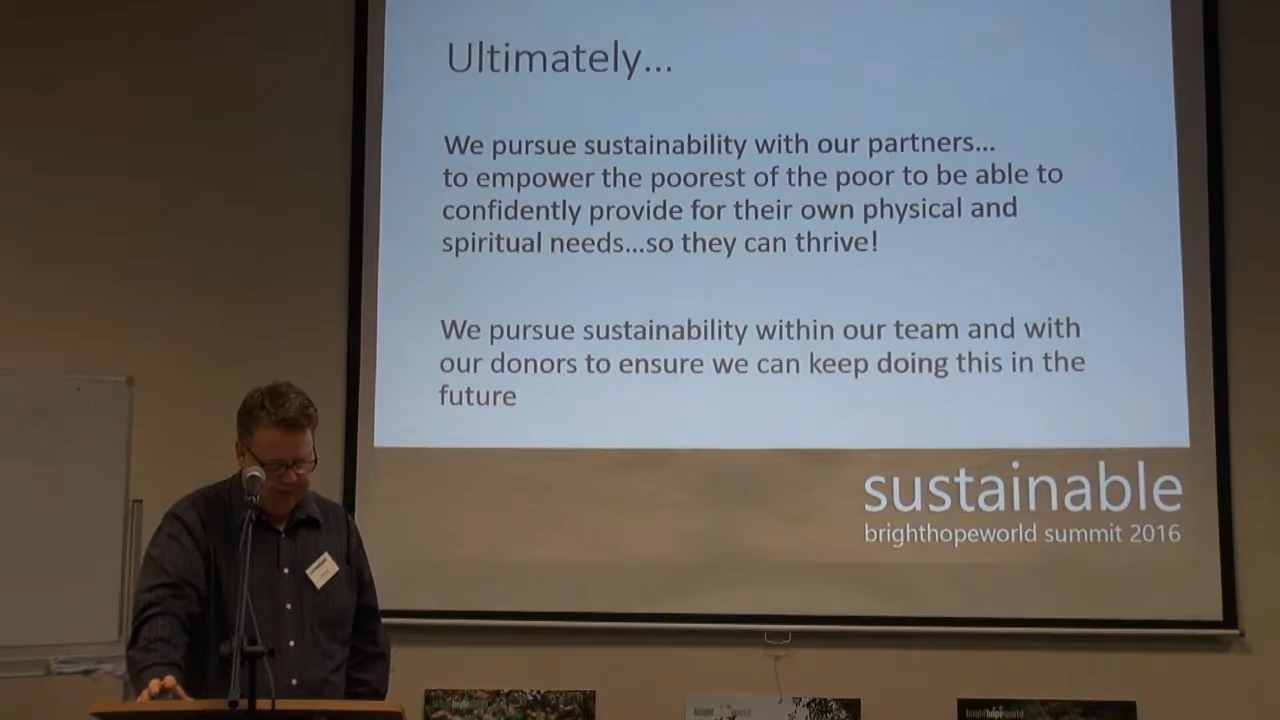 Ultimately...
We pursue sustainability with our partners...
to empower the poorest of the poor to be able to
confidently provide for their own physical and
spiritual needs...so they can thrive!
We pursue sustainability within our team and with
our donors to ensure we can keep doing this in the
future
sustainable
brighthopeworld summit 2016
brighthopeworld